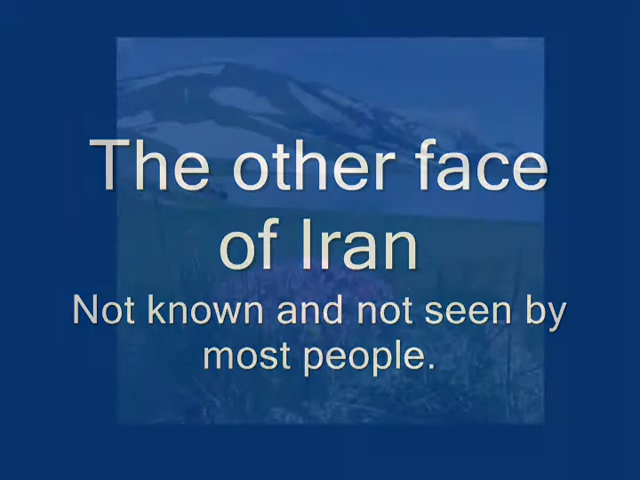 The other face
of Iran
Not known and not seen by
most people.